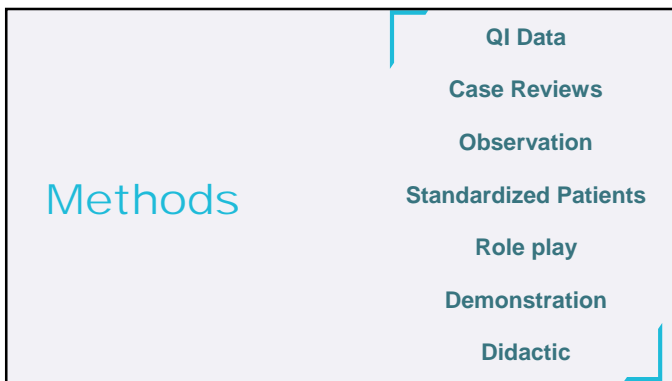 Methods
QI Data
Case Reviews
Observation
Standardized Patients
Role play
Demonstration
Didactic